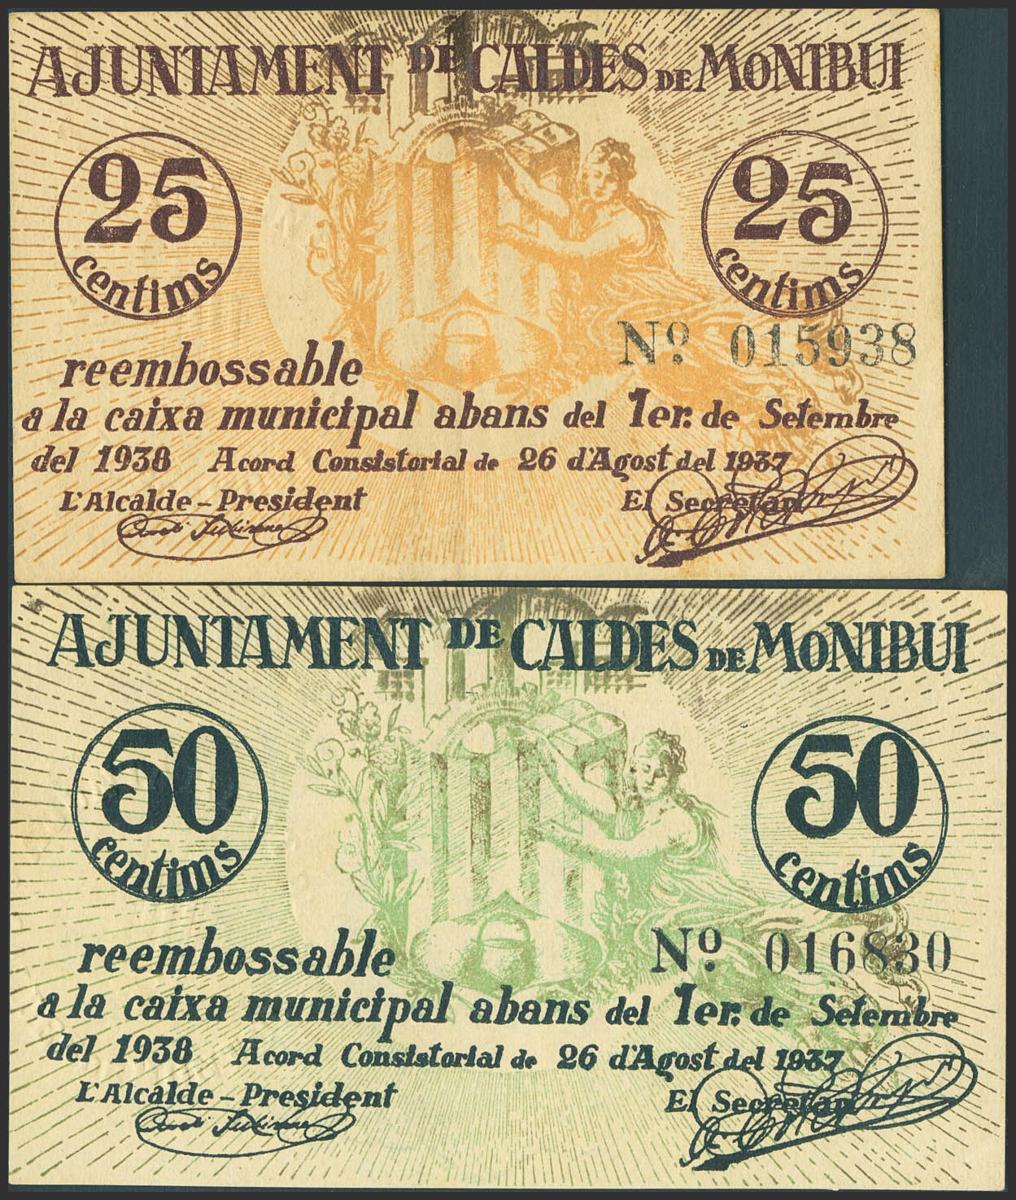 AJUNTAMENT DE CALDES DE MONTBUI
25 centims
25 centims
Nº 015938
reembossable
a la caixa municipal abans del 1er. de Setembre
del 1938 Acord Consistorial de 26 d'Agost del 1937
L'Alcalde-President El Secretari
AJUNTAMENT DE CALDES DE MONTBUI
50 centims
50 centims
Nº 016830
reembossable
a la caixa municipal abans del 1er. de Setembre
del 1938 Acord Consistorial de 26 d'Agost del 1937
L'Alcalde-President El Secretari